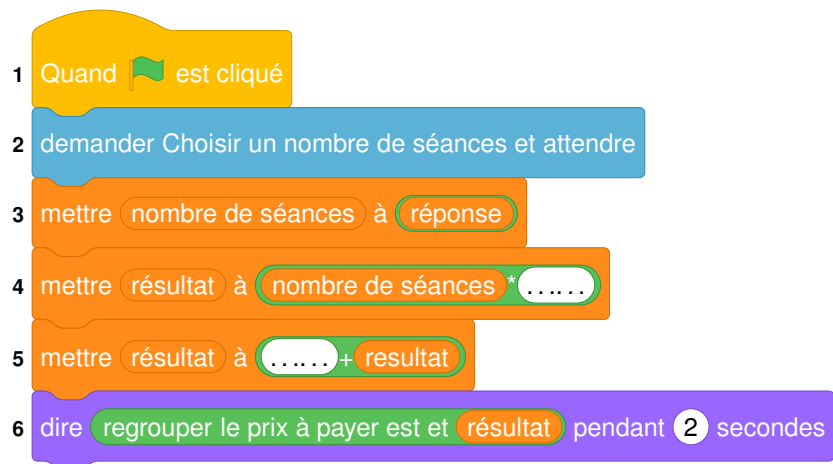 1 Quand est cliqué
2 demander Choisir un nombre de séances et attendre
3 mettre nombre de séances à réponse
4 mettre résultat à nombre de séances * ......
5 mettre résultat à ...... + resultat
6 dire regrouper le prix à payer est et résultat pendant 2 secondes